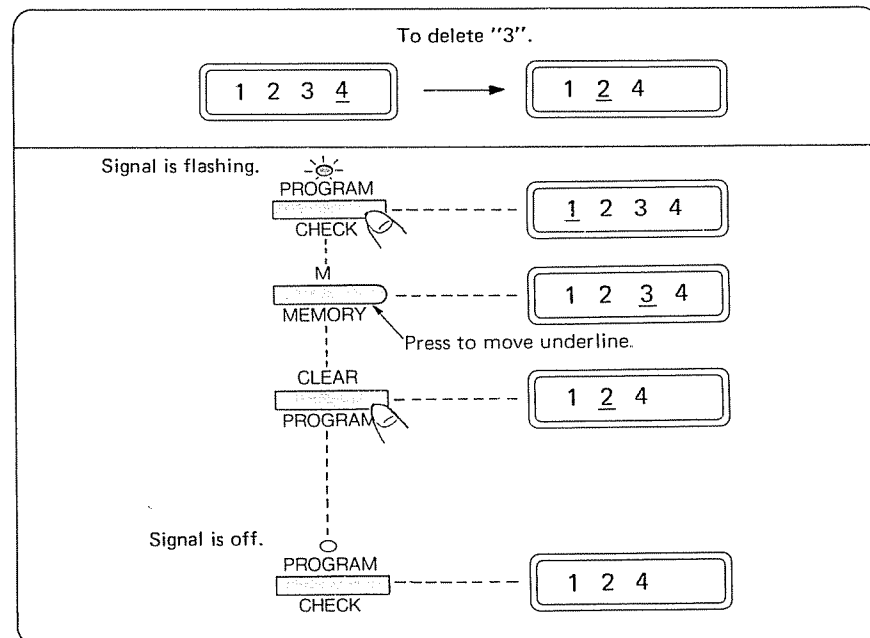 To delete "3".
1 2 3 4
1 2 4
Signal is flashing.
PROGRAM
CHECK
1 2 3 4
M
MEMORY
1 2 3 4
Press to move underline.
CLEAR
PROGRAM
1 2 4
Signal is off.
PROGRAM
CHECK
1 2 4